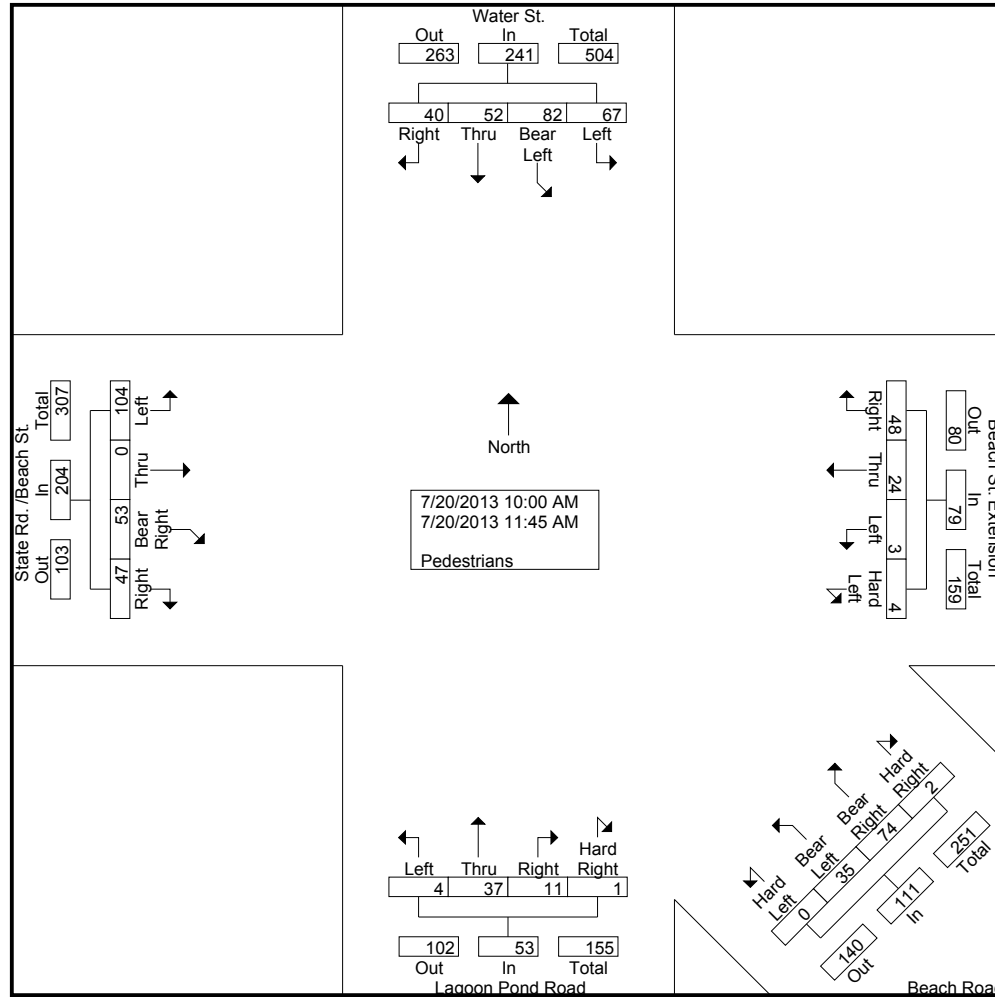 Water St.
Out In Total
263 241 504
40 52 82 67
Right Thru Bear Left Left
State Rd. /Beach St.
Total In Out
307 204 103
104 0 53 47
Left Thru Bear Right Right
North
7/20/2013 10:00 AM
7/20/2013 11:45 AM
Pedestrians
Right Thru Left Hard Left
48 24 3 4
Out In Total
80 79 159
Beach St. Extension
Hard Right Bear Right Bear Left Hard Left
2 74 35 0
251 111 140
Total In Out
Beach Road
Left Thru Right Hard Right
4 37 11 1
102 53 155
Out In Total
Lagoon Pond Road